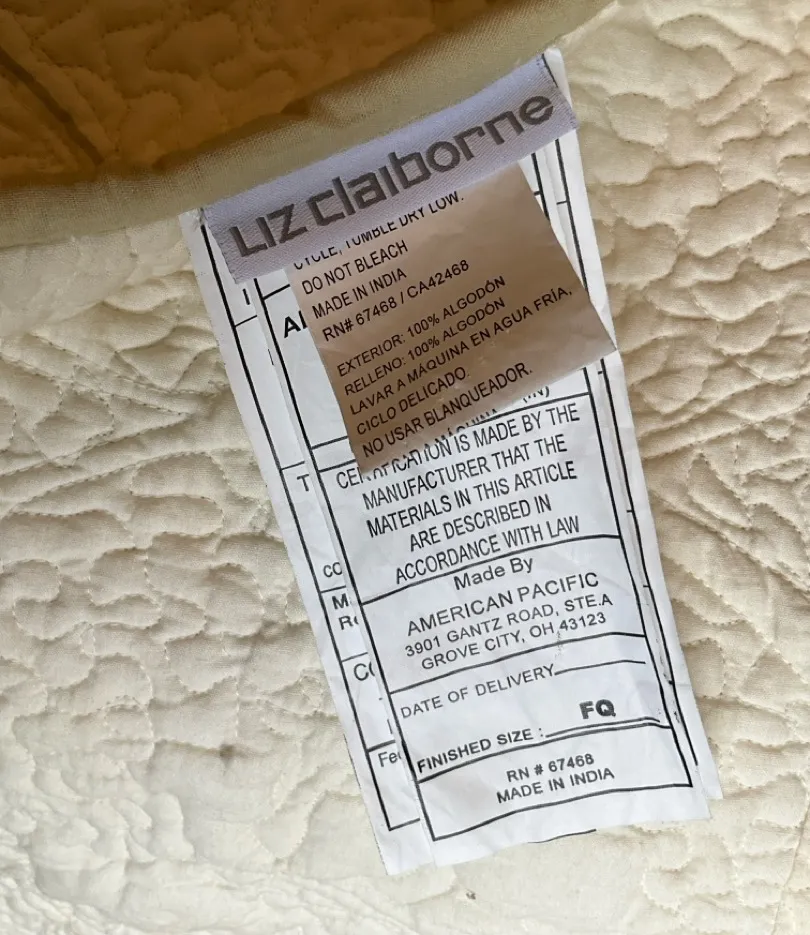 LIZ claiborne
CYCLE, TUMBLE DRY LOW.
DO NOT BLEACH
MADE IN INDIA
RN# 67468 / CA42468
EXTERIOR: 100% ALGODÓN
RELLENO: 100% ALGODÓN
LAVAR A MÁQUINA EN AGUA FRÍA,
CICLO DELICADO.
NO USAR BLANQUEADOR.
CERTIFICATION IS MADE BY THE
MANUFACTURER THAT THE
MATERIALS IN THIS ARTICLE
ARE DESCRIBED IN
ACCORDANCE WITH LAW
Made By
AMERICAN PACIFIC
3901 GANTZ ROAD, STE.A
GROVE CITY, OH 43123
DATE OF DELIVERY
FINISHED SIZE : FQ
RN # 67468
MADE IN INDIA